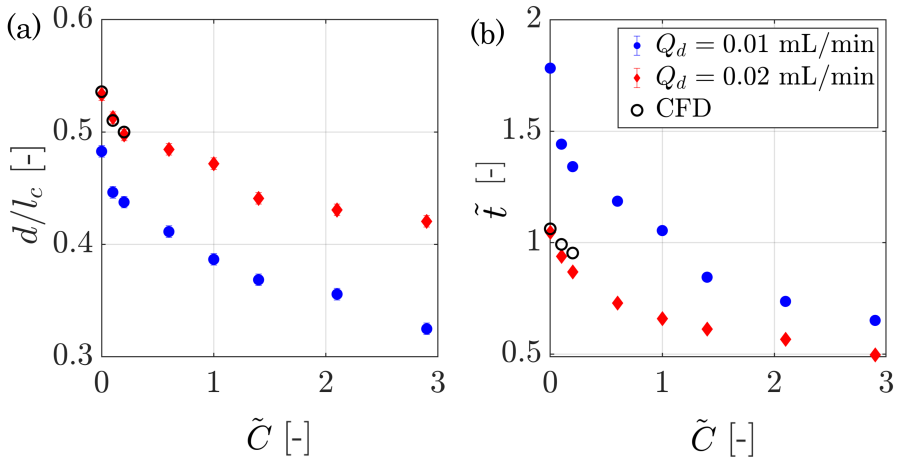 (a)
0.6
0.5
0.4
0.3
d/l_c [-]
0 1 2 3
C̃ [-]
(b)
2
1.5
1
0.5
t̃ [-]
Q_d = 0.01 mL/min
Q_d = 0.02 mL/min
CFD
0 1 2 3
C̃ [-]